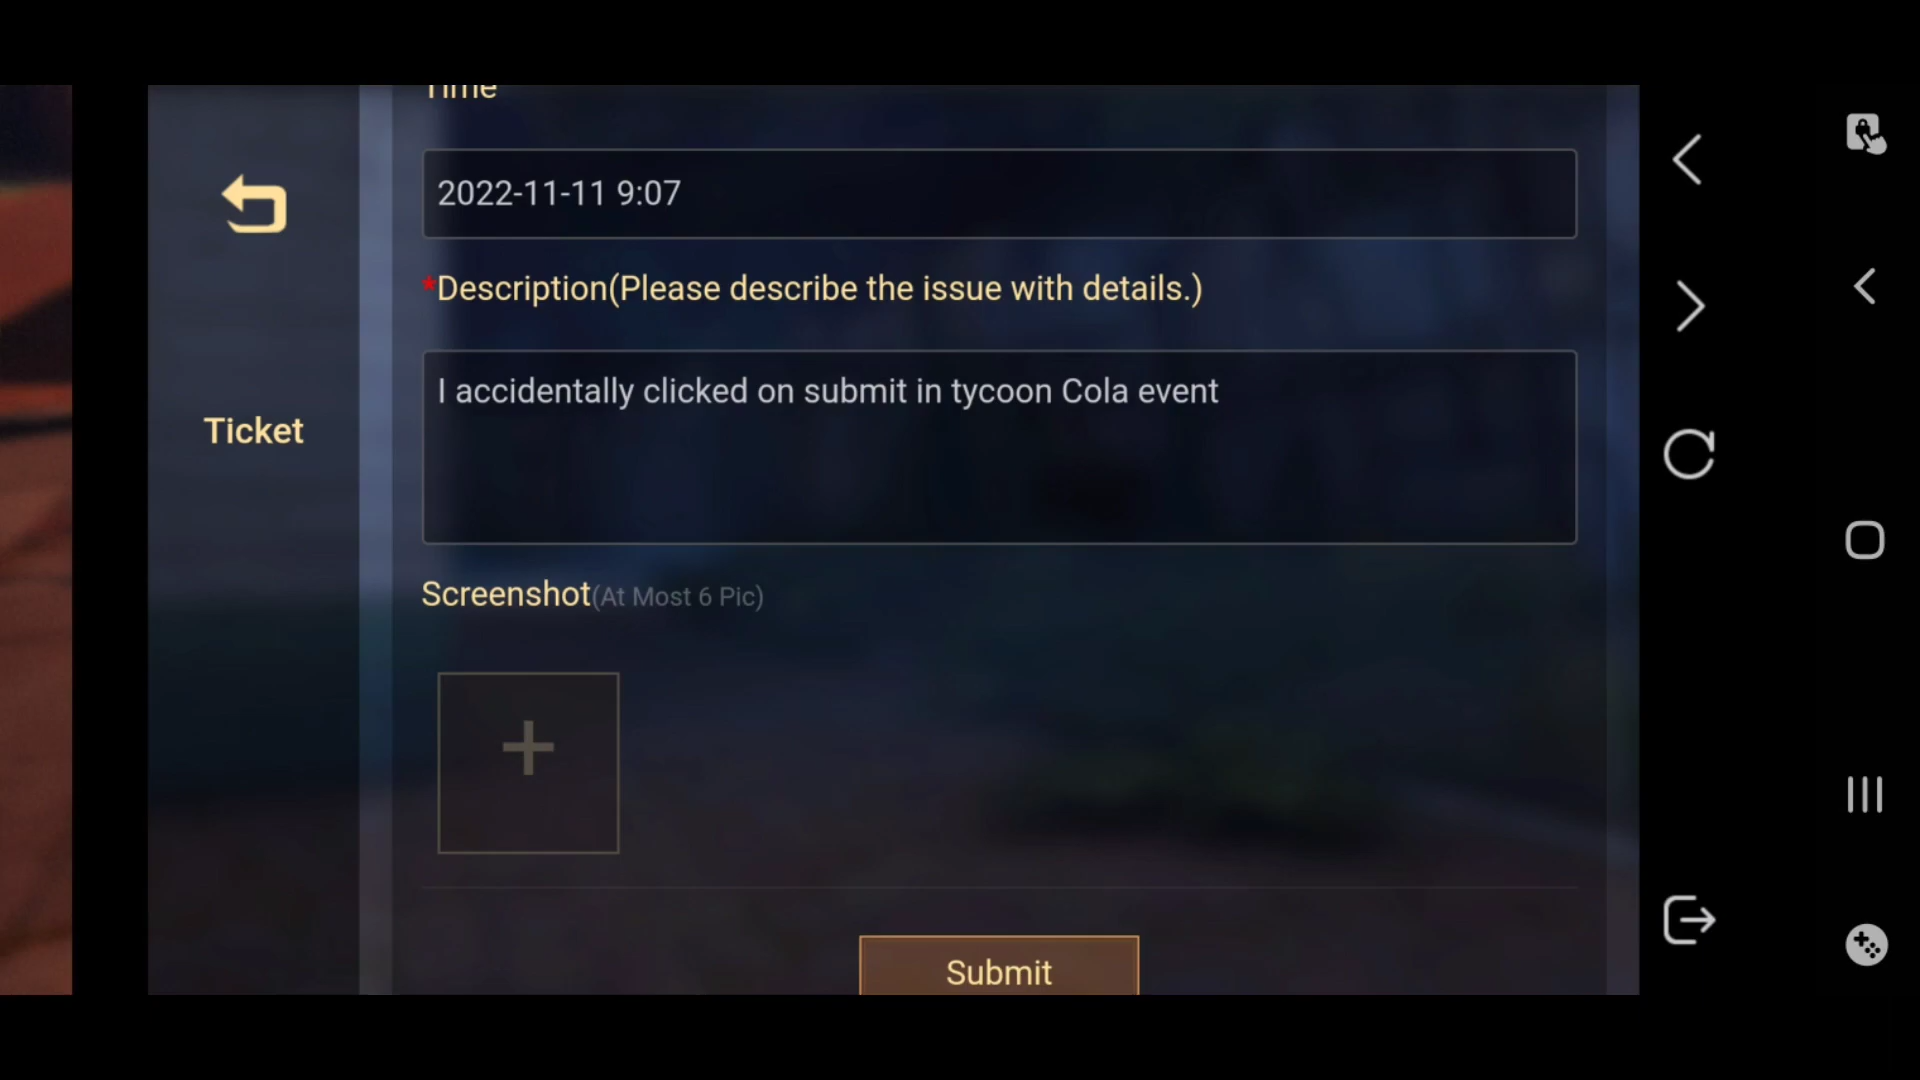 Time
2022-11-11 9:07
*Description(Please describe the issue with details.)
I accidentally clicked on submit in tycoon Cola event
Ticket
Screenshot(At Most 6 Pic)
Submit